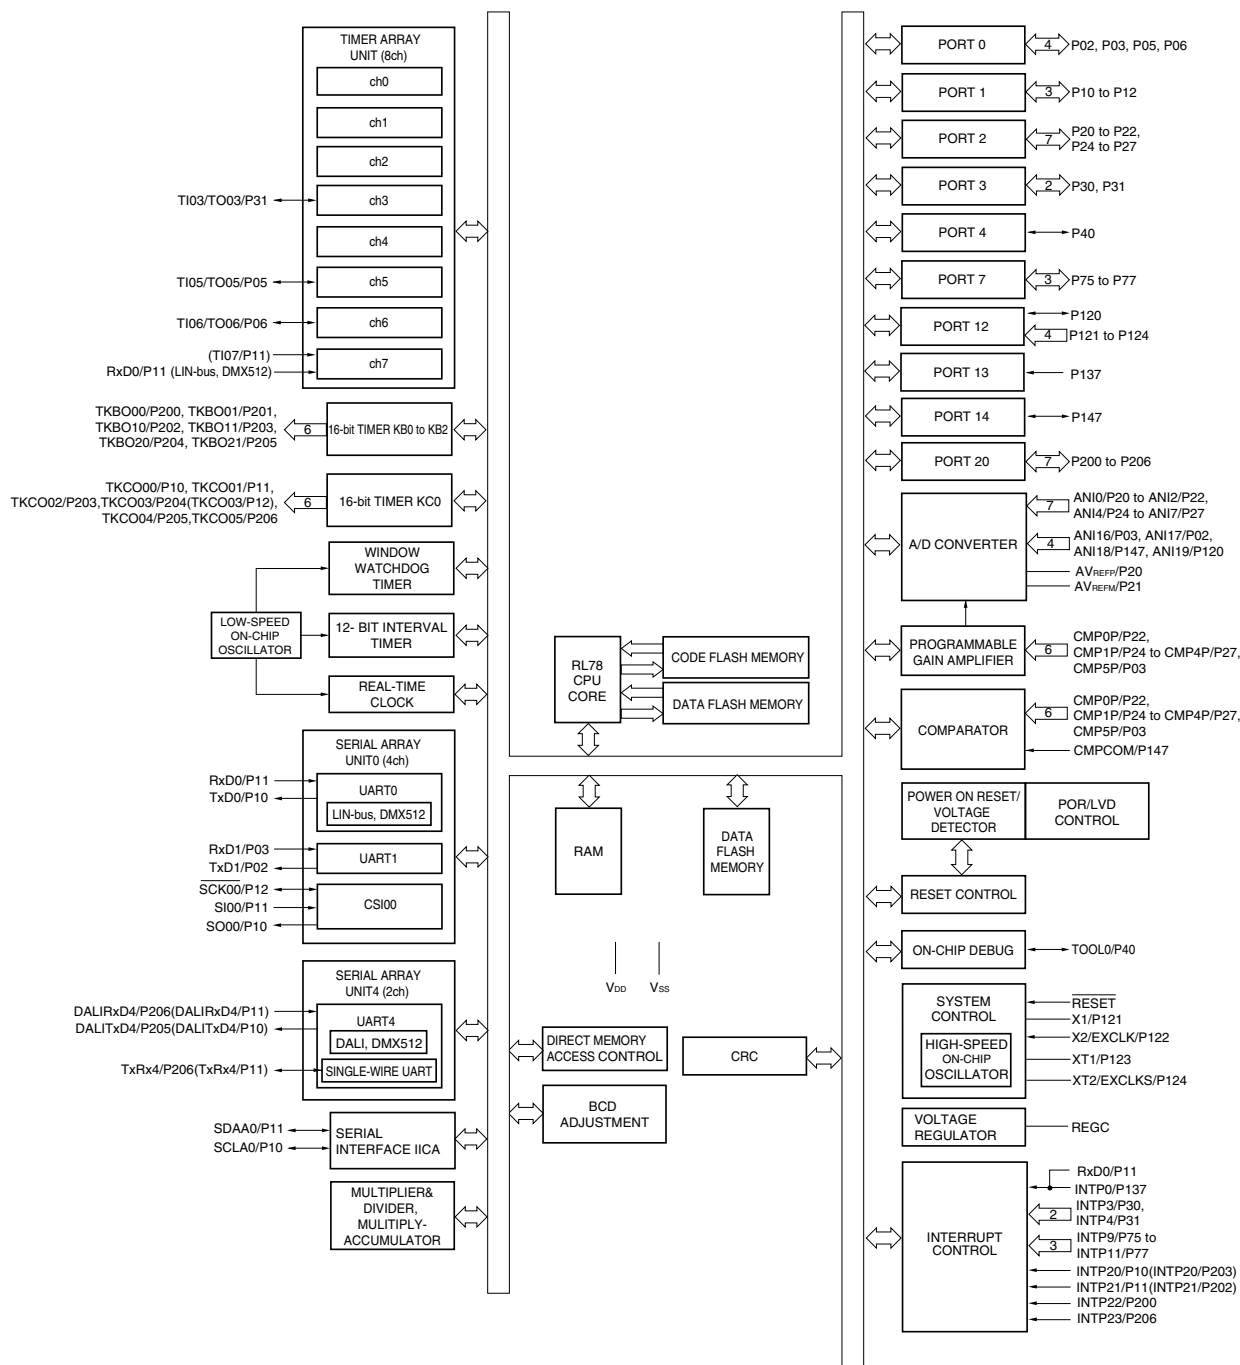 TIMER ARRAY
UNIT (8ch)
ch0
ch1
ch2
TI03/TO03/P31
ch3
ch4
TI05/TO05/P05
ch5
TI06/TO06/P06
ch6
(TI07/P11)
RxD0/P11 (LIN-bus, DMX512)
ch7
TKBO00/P200, TKBO01/P201,
TKBO10/P202, TKBO11/P203,
TKBO20/P204, TKBO21/P205
6
16-bit TIMER KB0 to KB2
TKCO00/P10, TKCO01/P11,
TKCO02/P203,TKCO03/P204(TKCO03/P12),
TKCO04/P205,TKCO05/P206
6
16-bit TIMER KC0
WINDOW
WATCHDOG
TIMER
LOW-SPEED
ON-CHIP
OSCILLATOR
12- BIT INTERVAL
TIMER
REAL-TIME
CLOCK
SERIAL ARRAY
UNIT0 (4ch)
RxD0/P11
TxD0/P10
UART0
LIN-bus, DMX512
RxD1/P03
TxD1/P02
UART1
SCK00/P12
SI00/P11
SO00/P10
CSI00
SERIAL ARRAY
UNIT4 (2ch)
DALIRxD4/P206(DALIRxD4/P11)
DALITxD4/P205(DALITxD4/P10)
UART4
DALI, DMX512
TxRx4/P206(TxRx4/P11)
SINGLE-WIRE UART
SDAA0/P11
SCLA0/P10
SERIAL
INTERFACE IICA
MULTIPLIER&
DIVIDER,
MULITIPLY-
ACCUMULATOR
RL78
CPU
CORE
CODE FLASH MEMORY
DATA FLASH MEMORY
RAM
DATA
FLASH
MEMORY
VDD
VSS
DIRECT MEMORY
ACCESS CONTROL
CRC
BCD
ADJUSTMENT
PORT 0
4
P02, P03, P05, P06
PORT 1
3
P10 to P12
PORT 2
7
P20 to P22,
P24 to P27
PORT 3
2
P30, P31
PORT 4
P40
PORT 7
3
P75 to P77
PORT 12
P120
4
P121 to P124
PORT 13
P137
PORT 14
P147
PORT 20
7
P200 to P206
A/D CONVERTER
7
ANI0/P20 to ANI2/P22,
ANI4/P24 to ANI7/P27
4
ANI16/P03, ANI17/P02,
ANI18/P147, ANI19/P120
AVREFP/P20
AVREFM/P21
PROGRAMMABLE
GAIN AMPLIFIER
6
CMP0P/P22,
CMP1P/P24 to CMP4P/P27,
CMP5P/P03
COMPARATOR
6
CMP0P/P22,
CMP1P/P24 to CMP4P/P27,
CMP5P/P03
CMPCOM/P147
POWER ON RESET/
VOLTAGE
DETECTOR
POR/LVD
CONTROL
RESET CONTROL
ON-CHIP DEBUG
TOOL0/P40
SYSTEM
CONTROL
HIGH-SPEED
ON-CHIP
OSCILLATOR
RESET
X1/P121
X2/EXCLK/P122
XT1/P123
XT2/EXCLKS/P124
VOLTAGE
REGULATOR
REGC
INTERRUPT
CONTROL
RxD0/P11
INTP0/P137
2
INTP3/P30,
INTP4/P31
3
INTP9/P75 to
INTP11/P77
INTP20/P10(INTP20/P203)
INTP21/P11(INTP21/P202)
INTP22/P200
INTP23/P206